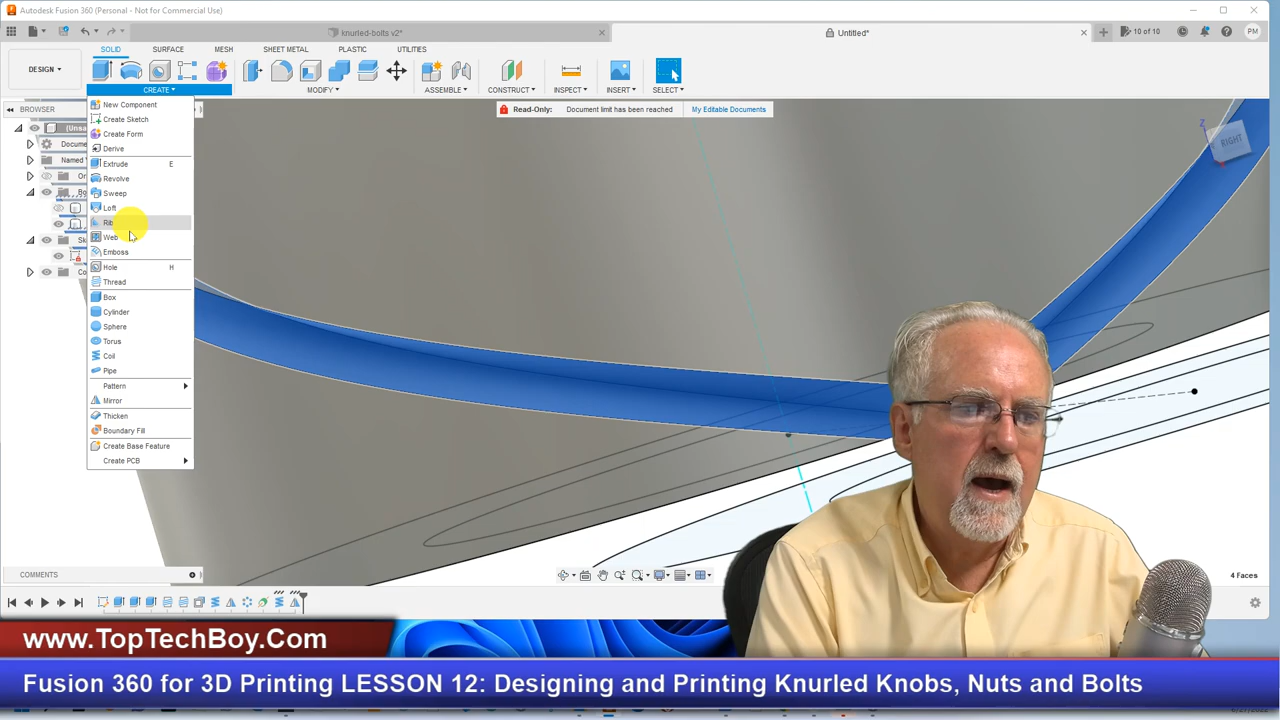 Autodesk Fusion 360 (Personal - Not for Commercial Use)
knurled-bolts v2*
Untitled*
10 of 10
PM
DESIGN
SOLID
SURFACE
MESH
SHEET METAL
PLASTIC
UTILITIES
CREATE
MODIFY
ASSEMBLE
CONSTRUCT
INSPECT
INSERT
SELECT
BROWSER
Read-Only:
Document limit has been reached
My Editable Documents
New Component
Create Sketch
Create Form
Derive
Extrude E
Revolve
Sweep
Loft
Rib
Web
Emboss
Hole H
Thread
Box
Cylinder
Sphere
Torus
Coil
Pipe
Pattern
Mirror
Thicken
Boundary Fill
Create Base Feature
Create PCB
Z
RIGHT
COMMENTS
4 Faces
www.TopTechBoy.Com
Fusion 360 for 3D Printing LESSON 12: Designing and Printing Knurled Knobs, Nuts and Bolts